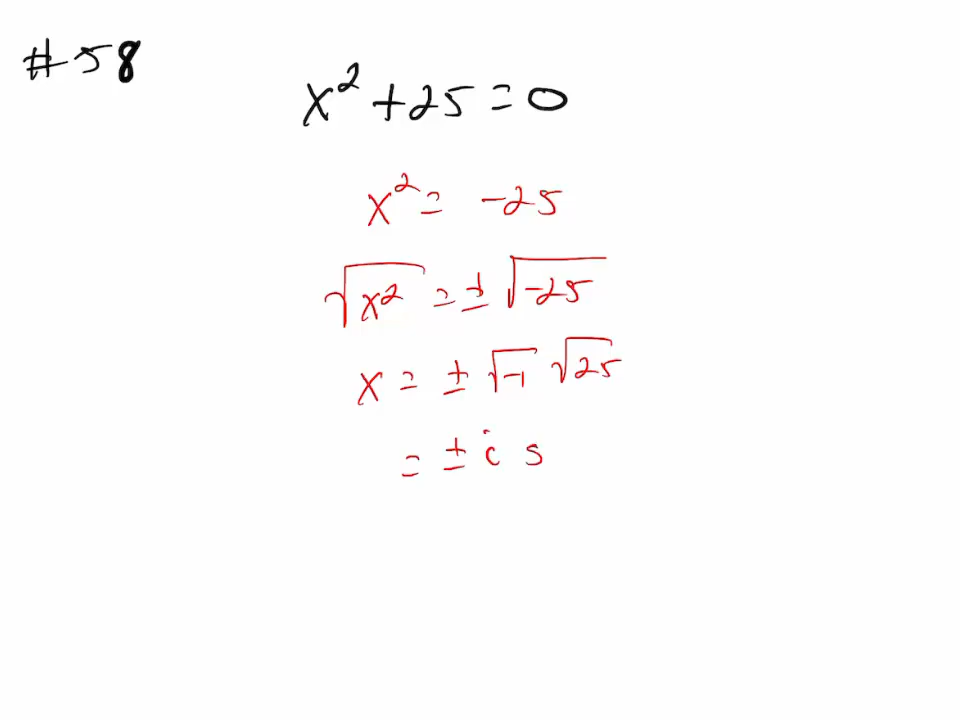 #58
x² + 25 = 0
x² = -25
√x² = ± √-25
x = ± √-1 √25
= ± i 5